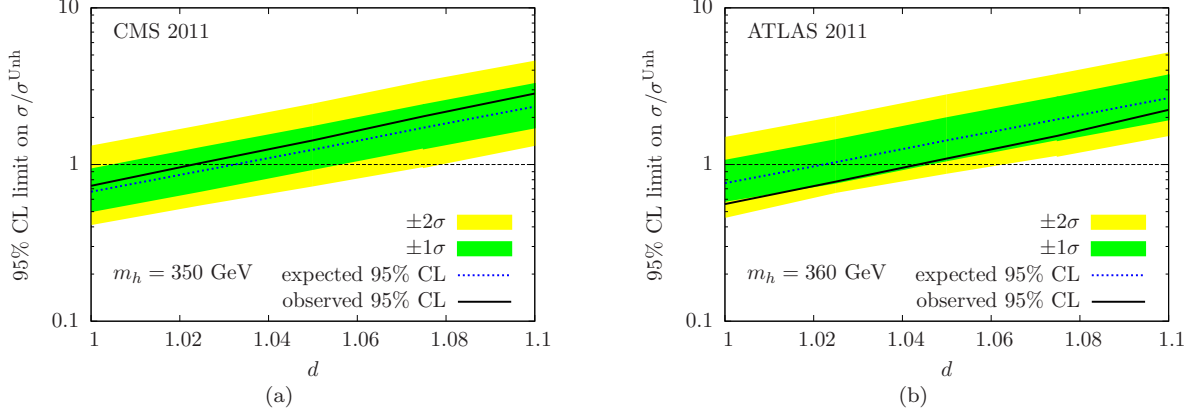 CMS 2011
95% CL limit on σ/σ^Unh
10
1
0.1
±2σ
±1σ
expected 95% CL
observed 95% CL
m_h = 350 GeV
1 1.02 1.04 1.06 1.08 1.1
d
(a)
ATLAS 2011
95% CL limit on σ/σ^Unh
10
1
0.1
±2σ
±1σ
expected 95% CL
observed 95% CL
m_h = 360 GeV
1 1.02 1.04 1.06 1.08 1.1
d
(b)